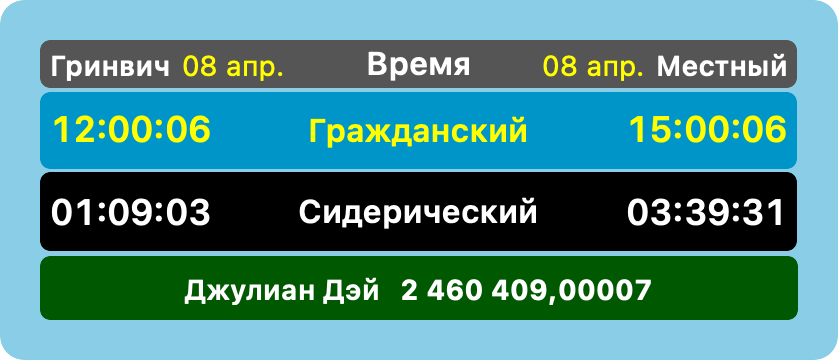 Гринвич 08 апр. Время 08 апр. Местный
12:00:06 Гражданский 15:00:06
01:09:03 Сидерический 03:39:31
Джулиан Дэй 2 460 409,00007